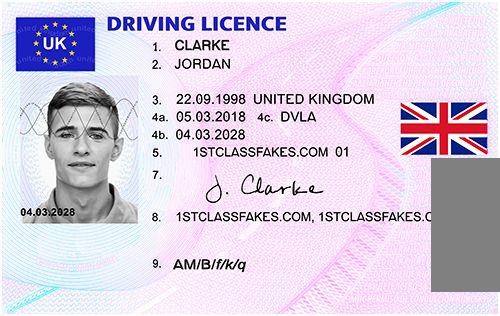 DRIVING LICENCE
UK
1. CLARKE
2. JORDAN
3. 22.09.1998 UNITED KINGDOM
4a. 05.03.2018 4c. DVLA
4b. 04.03.2028
5. 1STCLASSFAKES.COM 01
7. J. Clarke
04.03.2028
8. 1STCLASSFAKES.COM, 1STCLASSFAKES.C
9. AM/B/f/k/q